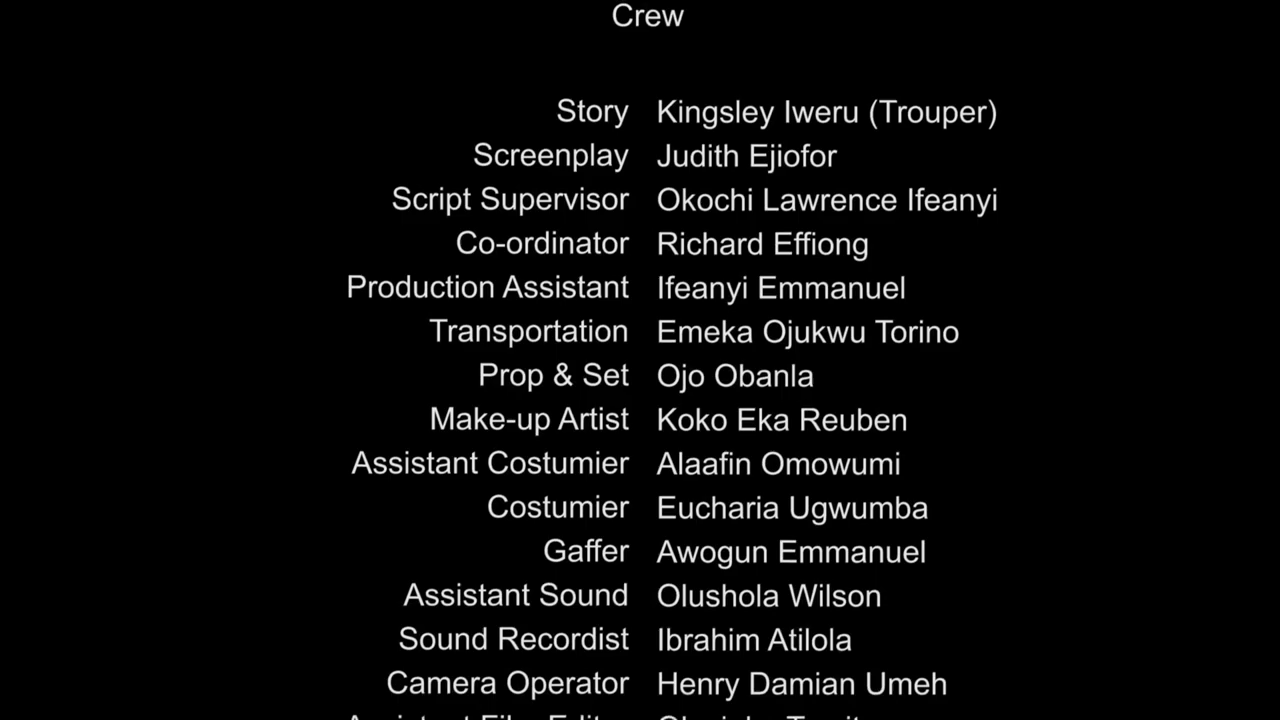 Crew
Story Kingsley Iweru (Trouper)
Screenplay Judith Ejiofor
Script Supervisor Okochi Lawrence Ifeanyi
Co-ordinator Richard Effiong
Production Assistant Ifeanyi Emmanuel
Transportation Emeka Ojukwu Torino
Prop & Set Ojo Obanla
Make-up Artist Koko Eka Reuben
Assistant Costumier Alaafin Omowumi
Costumier Eucharia Ugwumba
Gaffer Awogun Emmanuel
Assistant Sound Olushola Wilson
Sound Recordist Ibrahim Atilola
Camera Operator Henry Damian Umeh